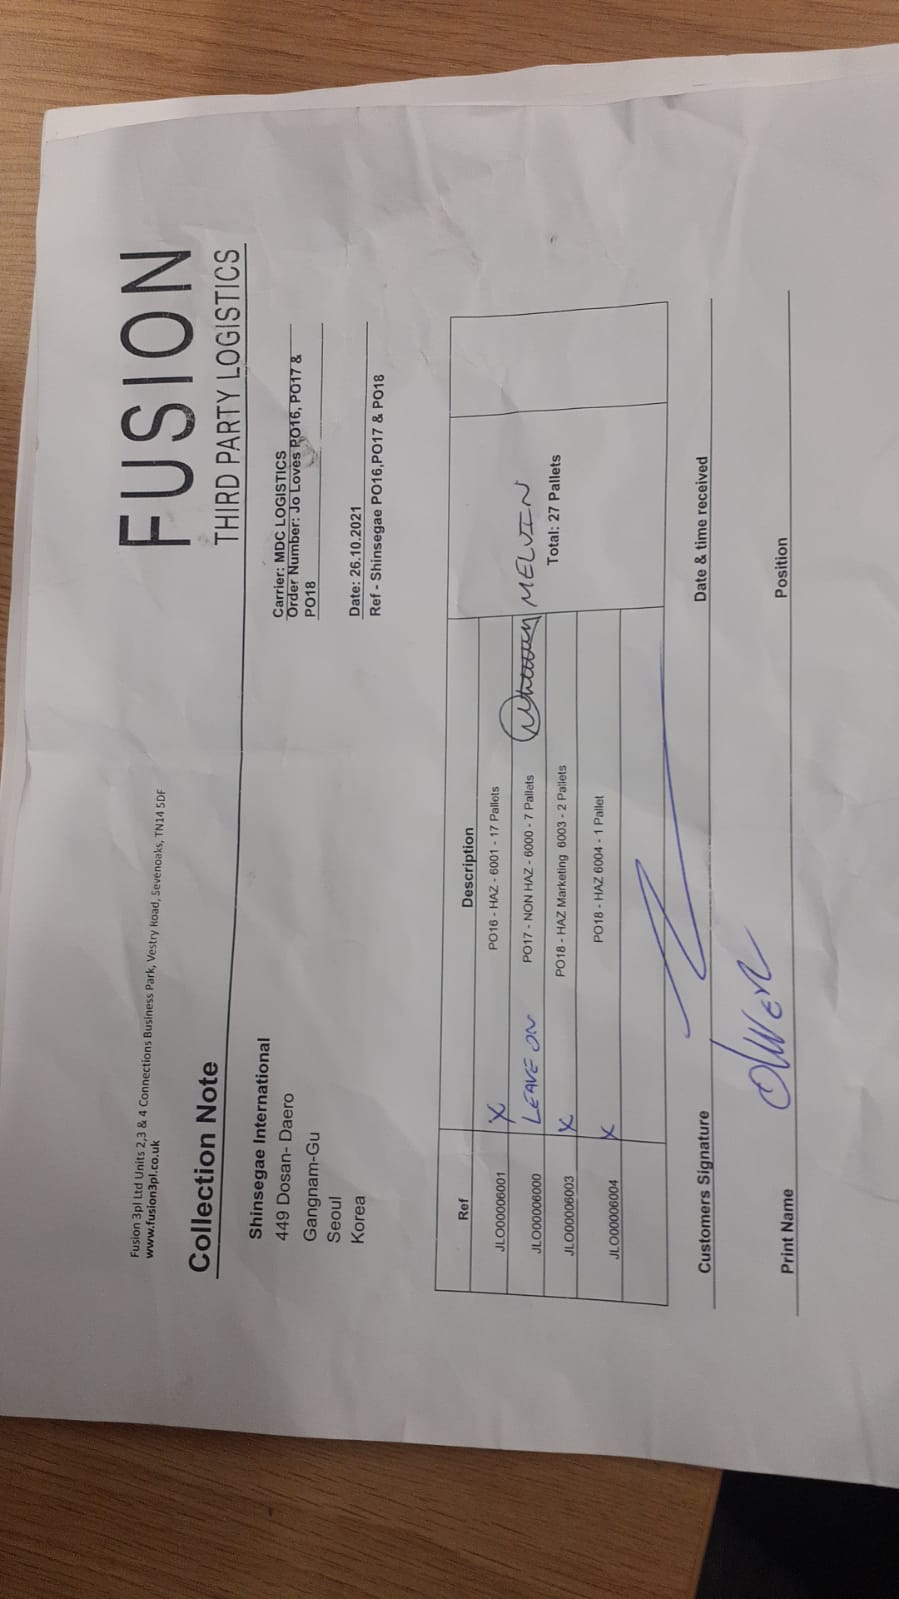 FUSION
THIRD PARTY LOGISTICS
Fusion 3pl Ltd Units 2,3 & 4 Connections Business Park, Vestry Road, Sevenoaks, TN14 5DF
www.fusion3pl.co.uk
Collection Note
Shinsegae International
449 Dosan- Daero
Gangnam-Gu
Seoul
Korea
Carrier: MDC LOGISTICS
Order Number: Jo Loves PO16, PO17 &
PO18
Date: 26.10.2021
Ref - Shinsegae PO16,PO17 & PO18
Ref Description
JLO00006001 X PO16 - HAZ - 6001 - 17 Pallets
JLO00006000 LEAVE ON PO17 - NON HAZ - 6000 - 7 Pallets MELVIN
JLO00006003 X PO18 - HAZ Marketing 6003 - 2 Pallets Total: 27 Pallets
JLO00006004 X PO18 - HAZ 6004 - 1 Pallet
Customers Signature Date & time received
Print Name Oliver Position